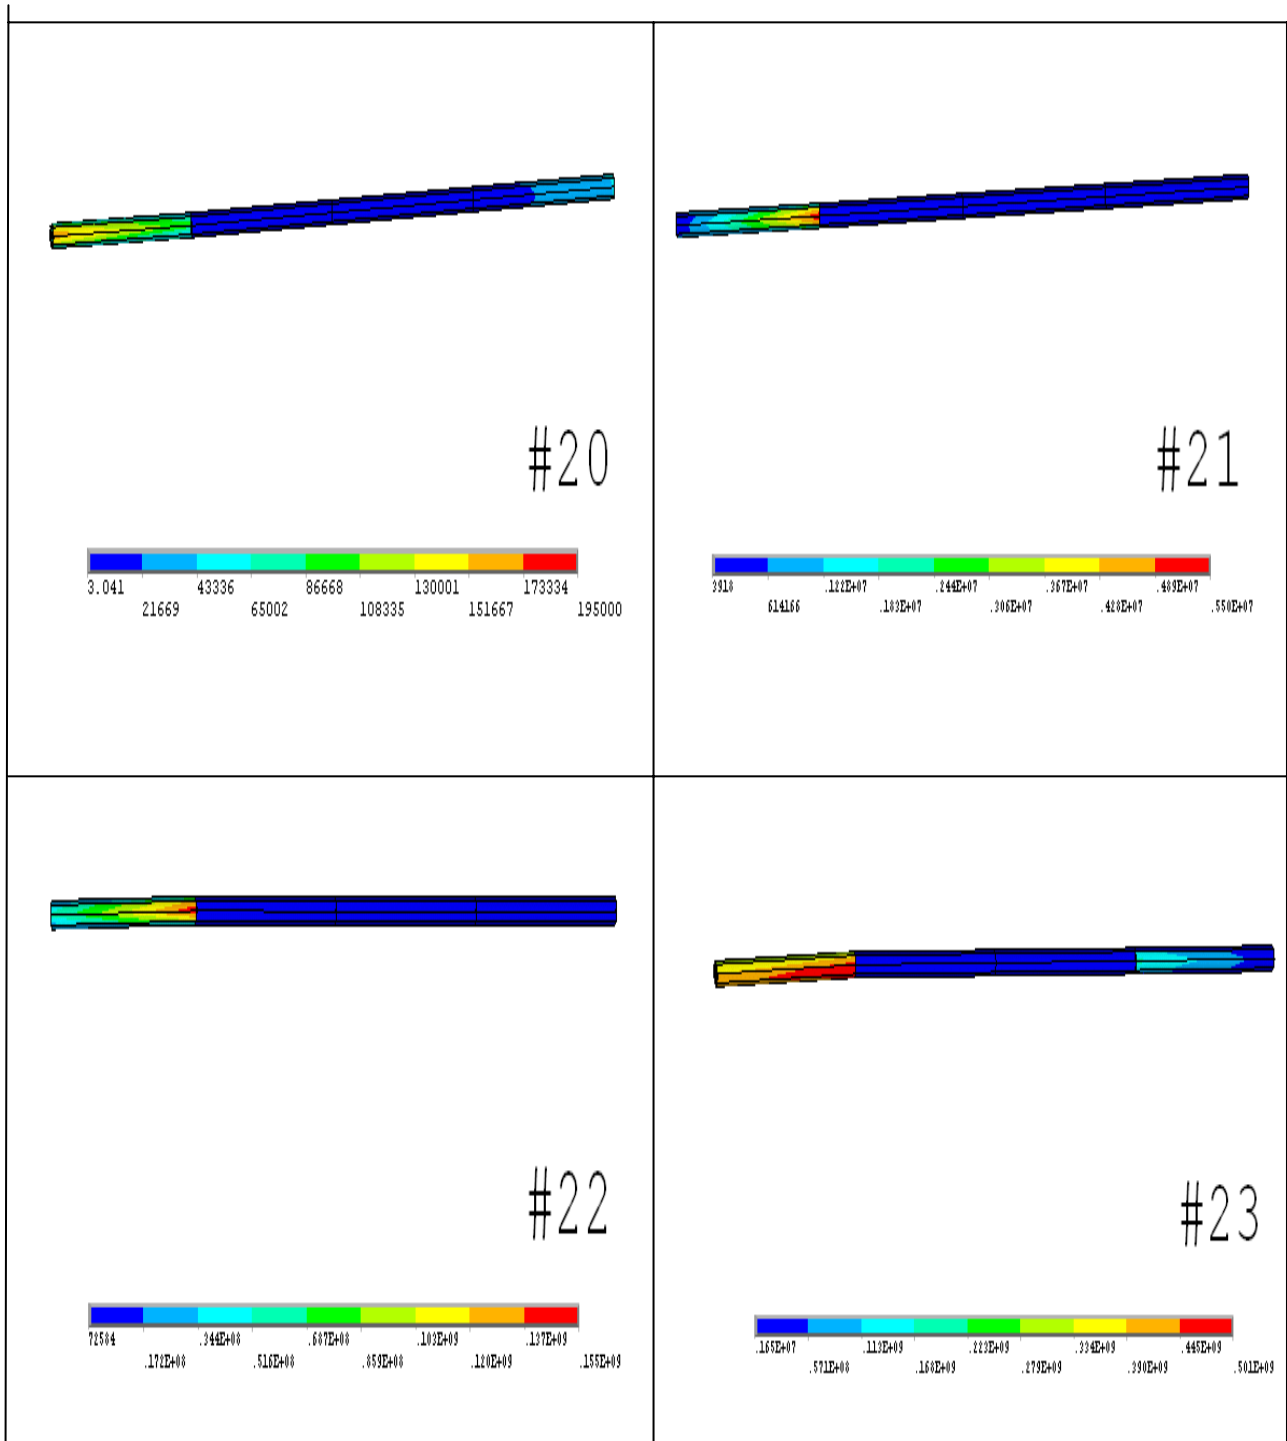 #20
3.041 43336 86668 130001 173334
21669 65002 108335 151667 195000
#21
3918 .122E+07 .244E+07 .367E+07 .489E+07
614166 .183E+07 .306E+07 .428E+07 .550E+07
#22
72584 .344E+08 .687E+08 .103E+09 .137E+09
.172E+08 .516E+08 .859E+08 .120E+09 .155E+09
#23
.165E+07 .113E+09 .223E+09 .334E+09 .445E+09
.571E+08 .168E+09 .279E+09 .390E+09 .501E+09